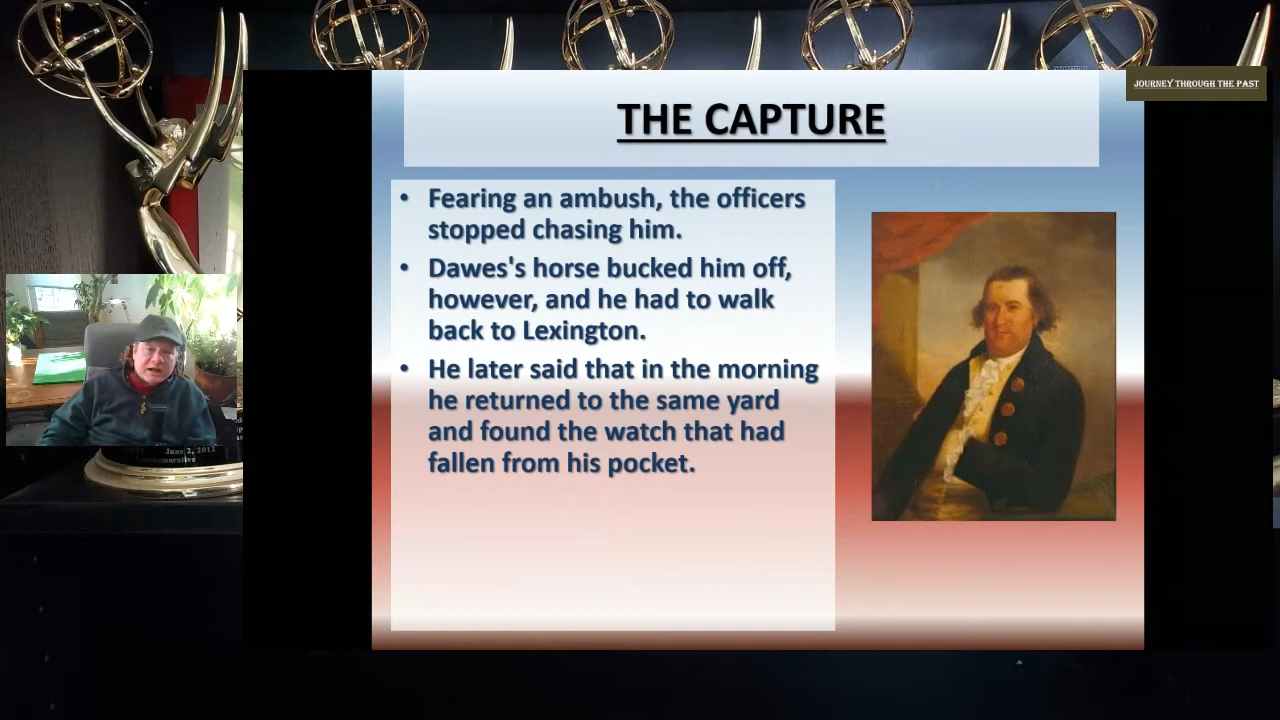 JOURNEY THROUGH THE PAST
THE CAPTURE
• Fearing an ambush, the officers
stopped chasing him.
• Dawes's horse bucked him off,
however, and he had to walk
back to Lexington.
• He later said that in the morning
he returned to the same yard
and found the watch that had
fallen from his pocket.
June 2, 2012
Commemorative